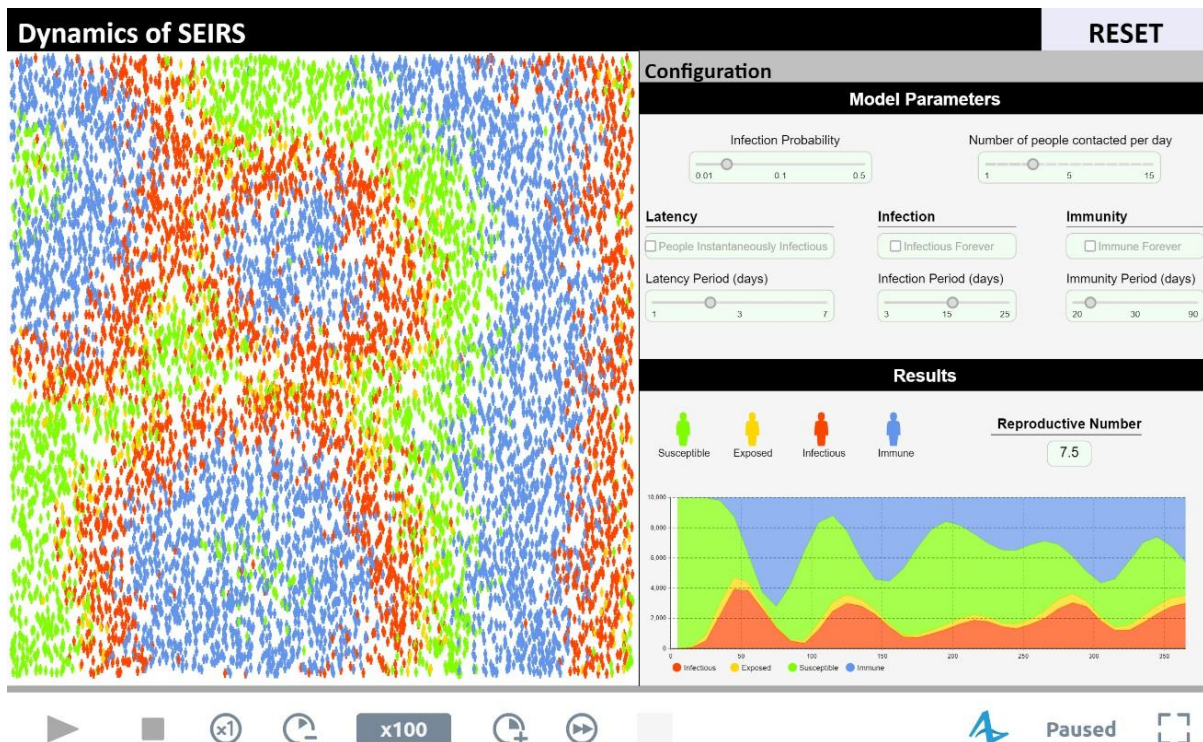 Dynamics of SEIRS
RESET
Configuration
Model Parameters
Infection Probability
Number of people contacted per day
0.01 0.1 0.5
1 5 15
Latency Infection Immunity
People Instantaneously Infectious
Infectious Forever
Immune Forever
Latency Period (days) Infection Period (days) Immunity Period (days)
1 3 7
3 15 25
20 30 90
Results
Reproductive Number
7.5
Susceptible Exposed Infectious Immune
10,000
8,000
6,000
4,000
2,000
0
0 50 100 150 200 250 300 350
Infectious Exposed Susceptible Immune
x1
x100
Paused